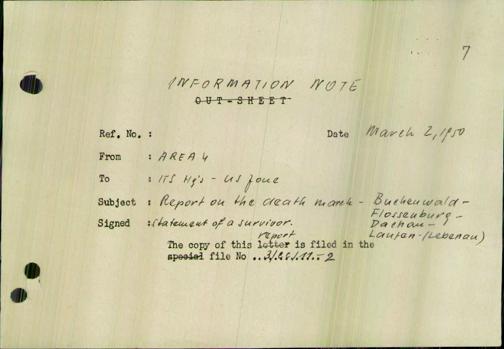 7
INFORMATION NOTE
OUT-SHEET
Ref. No. : Date March 2, 1950
From : AREA 4
To : ITS Hq's - US Zone
Subject : Report on the death march - Buchenwald-
Flossenburg-
Signed : Statement of a survivor. Dachau-
Laufen-(Lebenau)
report
The copy of this letter is filed in the
special file No ..